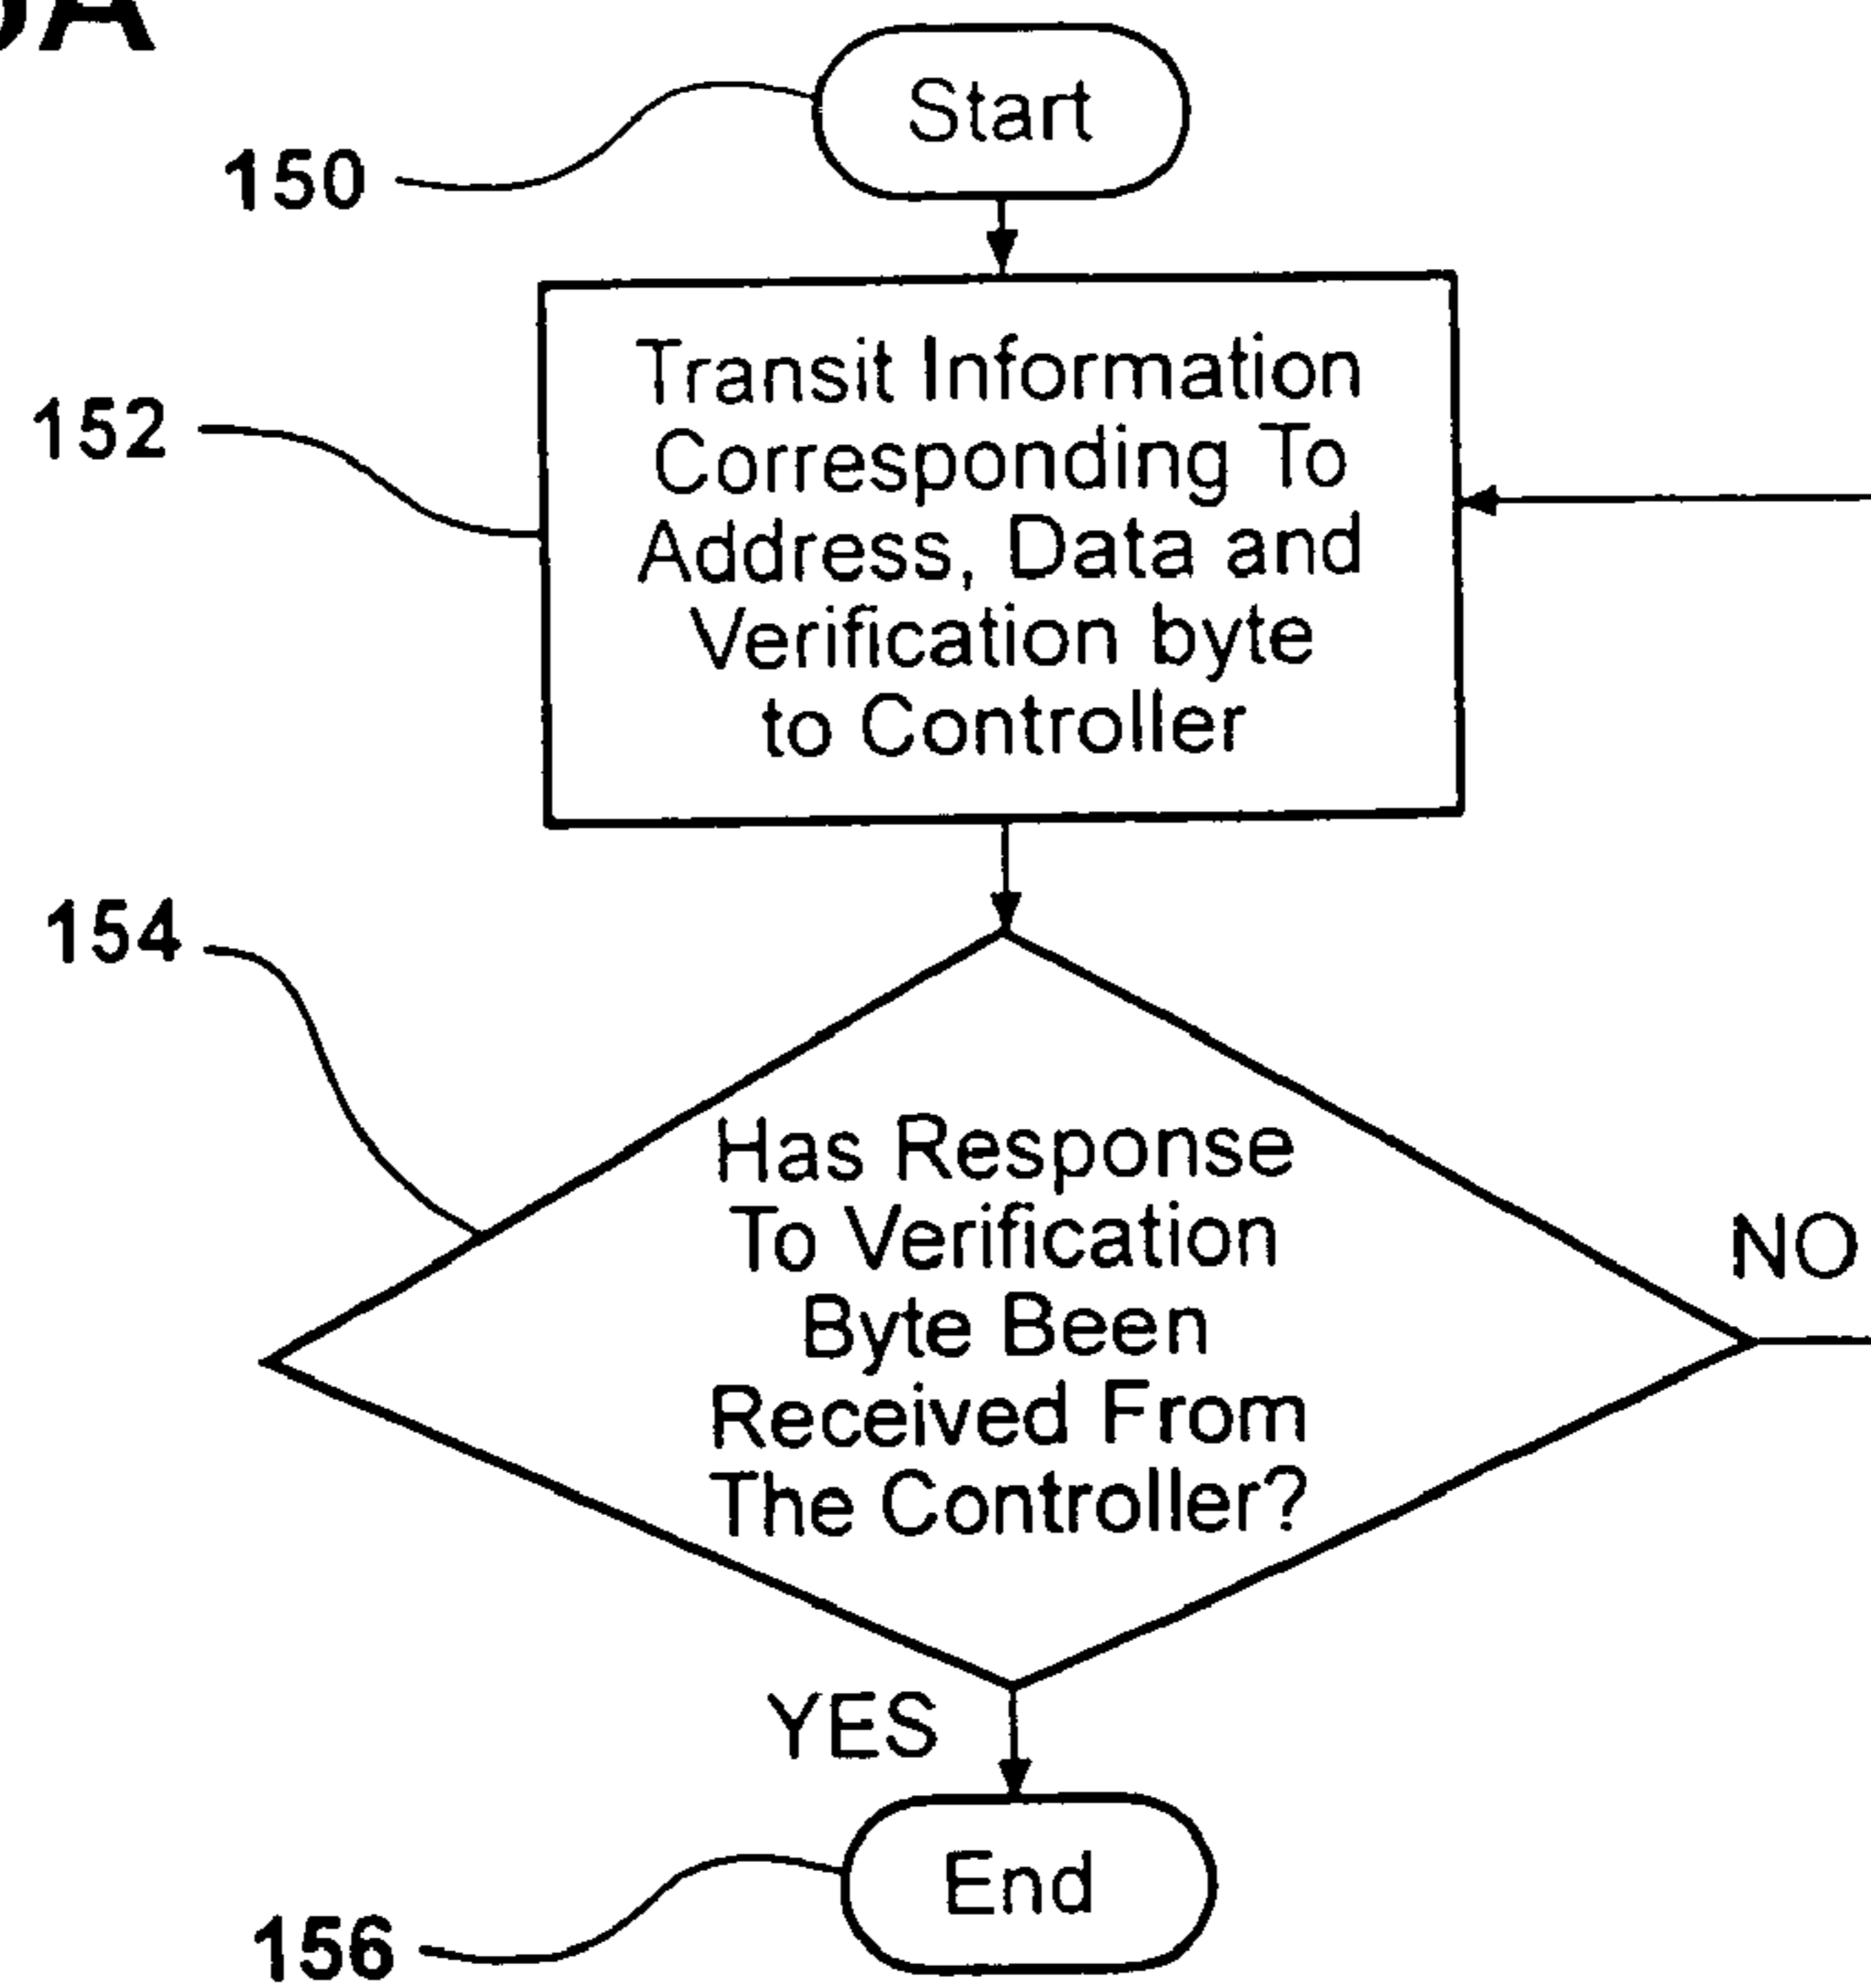 Start
150
Transit Information
Corresponding To
Address, Data and
Verification byte
to Controller
152
154
Has Response
To Verification
Byte Been
Received From
The Controller?
NO
YES
End
156